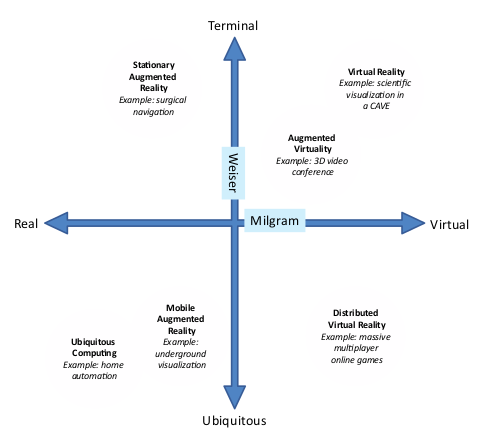 Terminal
Stationary
Augmented
Reality
Example: surgical
navigation
Virtual Reality
Example: scientific
visualization in
a CAVE
Augmented
Virtuality
Example: 3D video
conference
Weiser
Real
Milgram
Virtual
Mobile
Augmented
Reality
Example:
underground
visualization
Ubiquitous
Computing
Example: home
automation
Distributed
Virtual Reality
Example: massive
multiplayer
online games
Ubiquitous